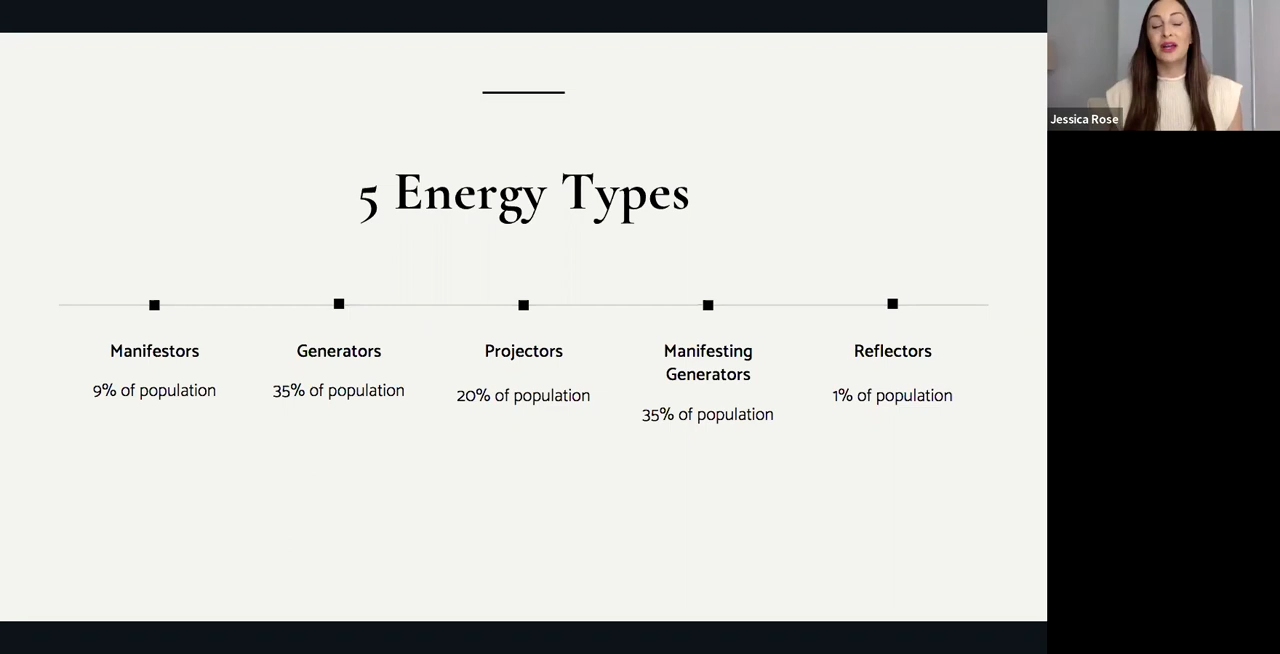 5 Energy Types
Manifestors
9% of population
Generators
35% of population
Projectors
20% of population
Manifesting
Generators
35% of population
Reflectors
1% of population
Jessica Rose